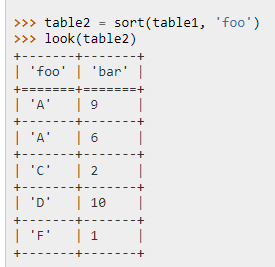 >>> table2 = sort(table1, 'foo')
>>> look(table2)
+-------+-------+
| 'foo' | 'bar' |
+=======+=======+
| 'A'   | 9     |
+-------+-------+
| 'A'   | 6     |
+-------+-------+
| 'C'   | 2     |
+-------+-------+
| 'D'   | 10    |
+-------+-------+
| 'F'   | 1     |
+-------+-------+